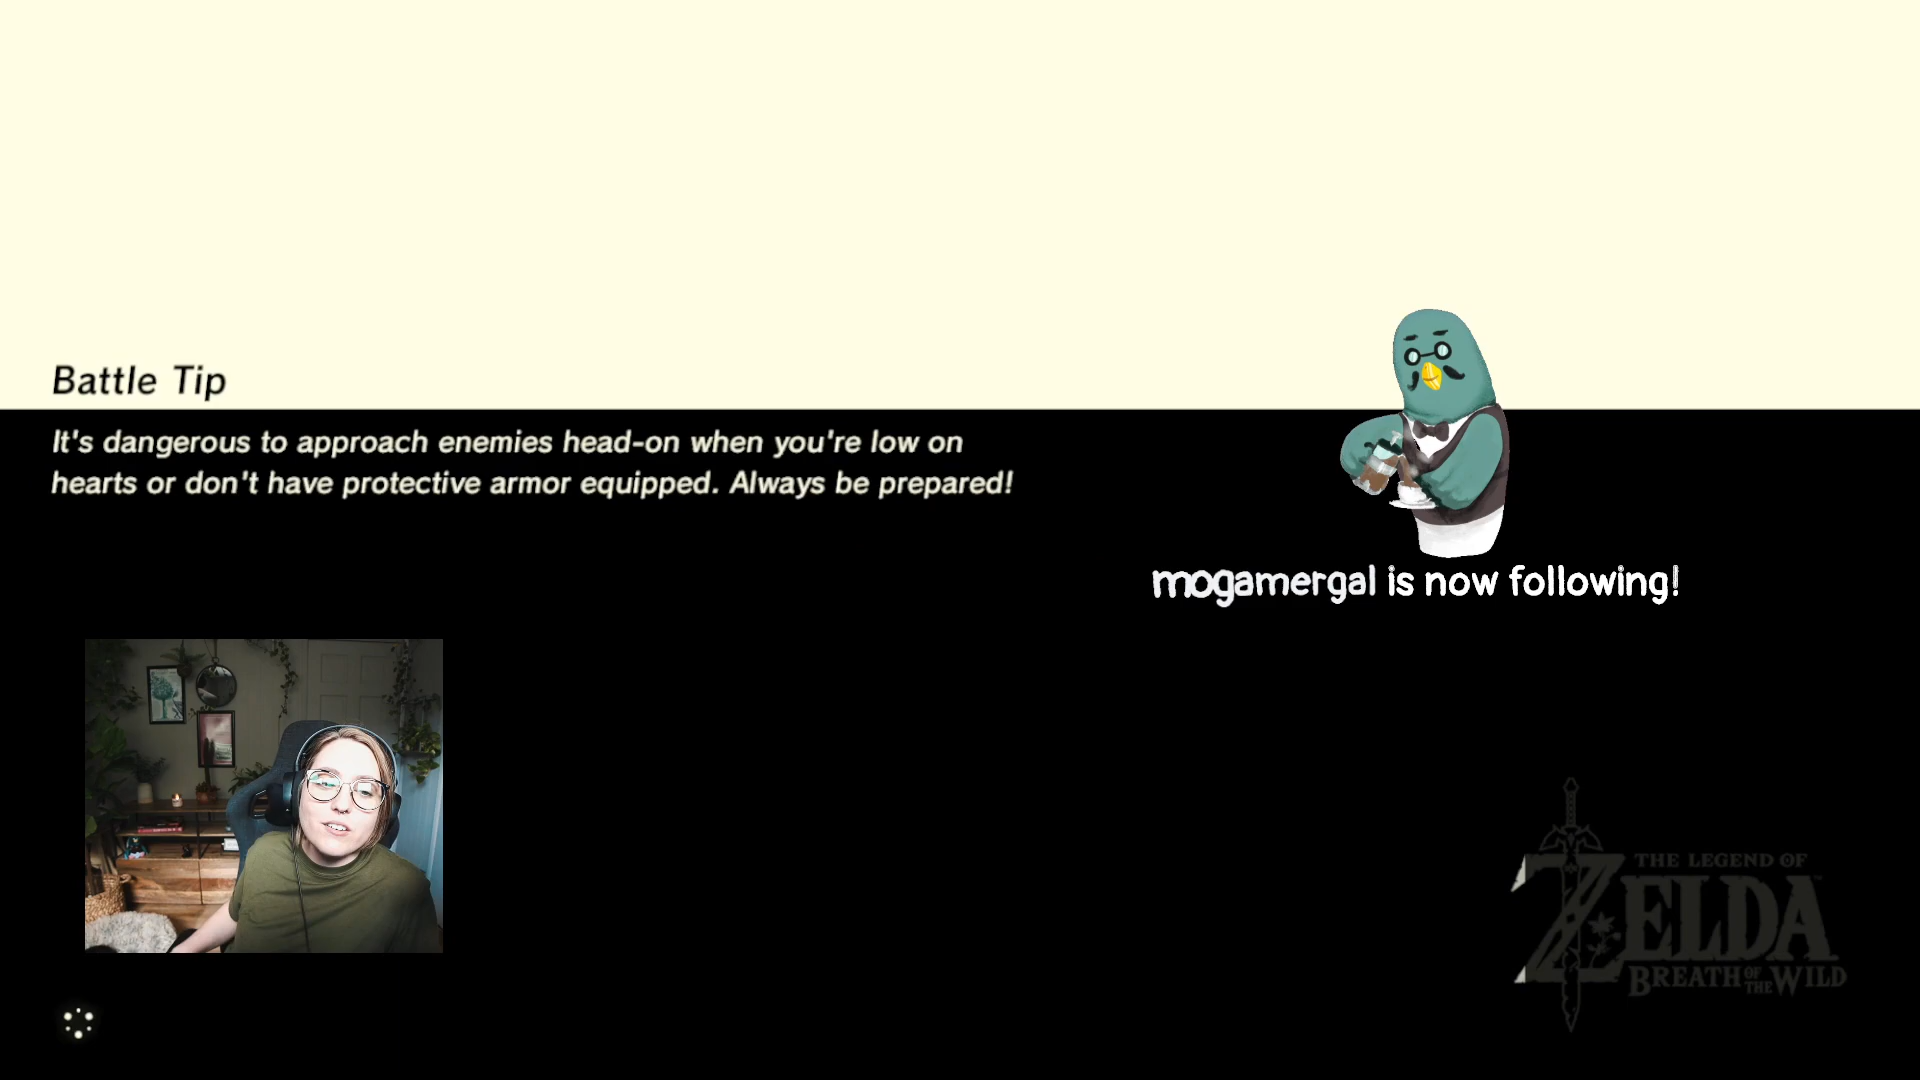 Battle Tip
It's dangerous to approach enemies head-on when you're low on
hearts or don't have protective armor equipped. Always be prepared!
mogamergal is now following!
THE LEGEND OF
ZELDA
BREATH OF THE WILD